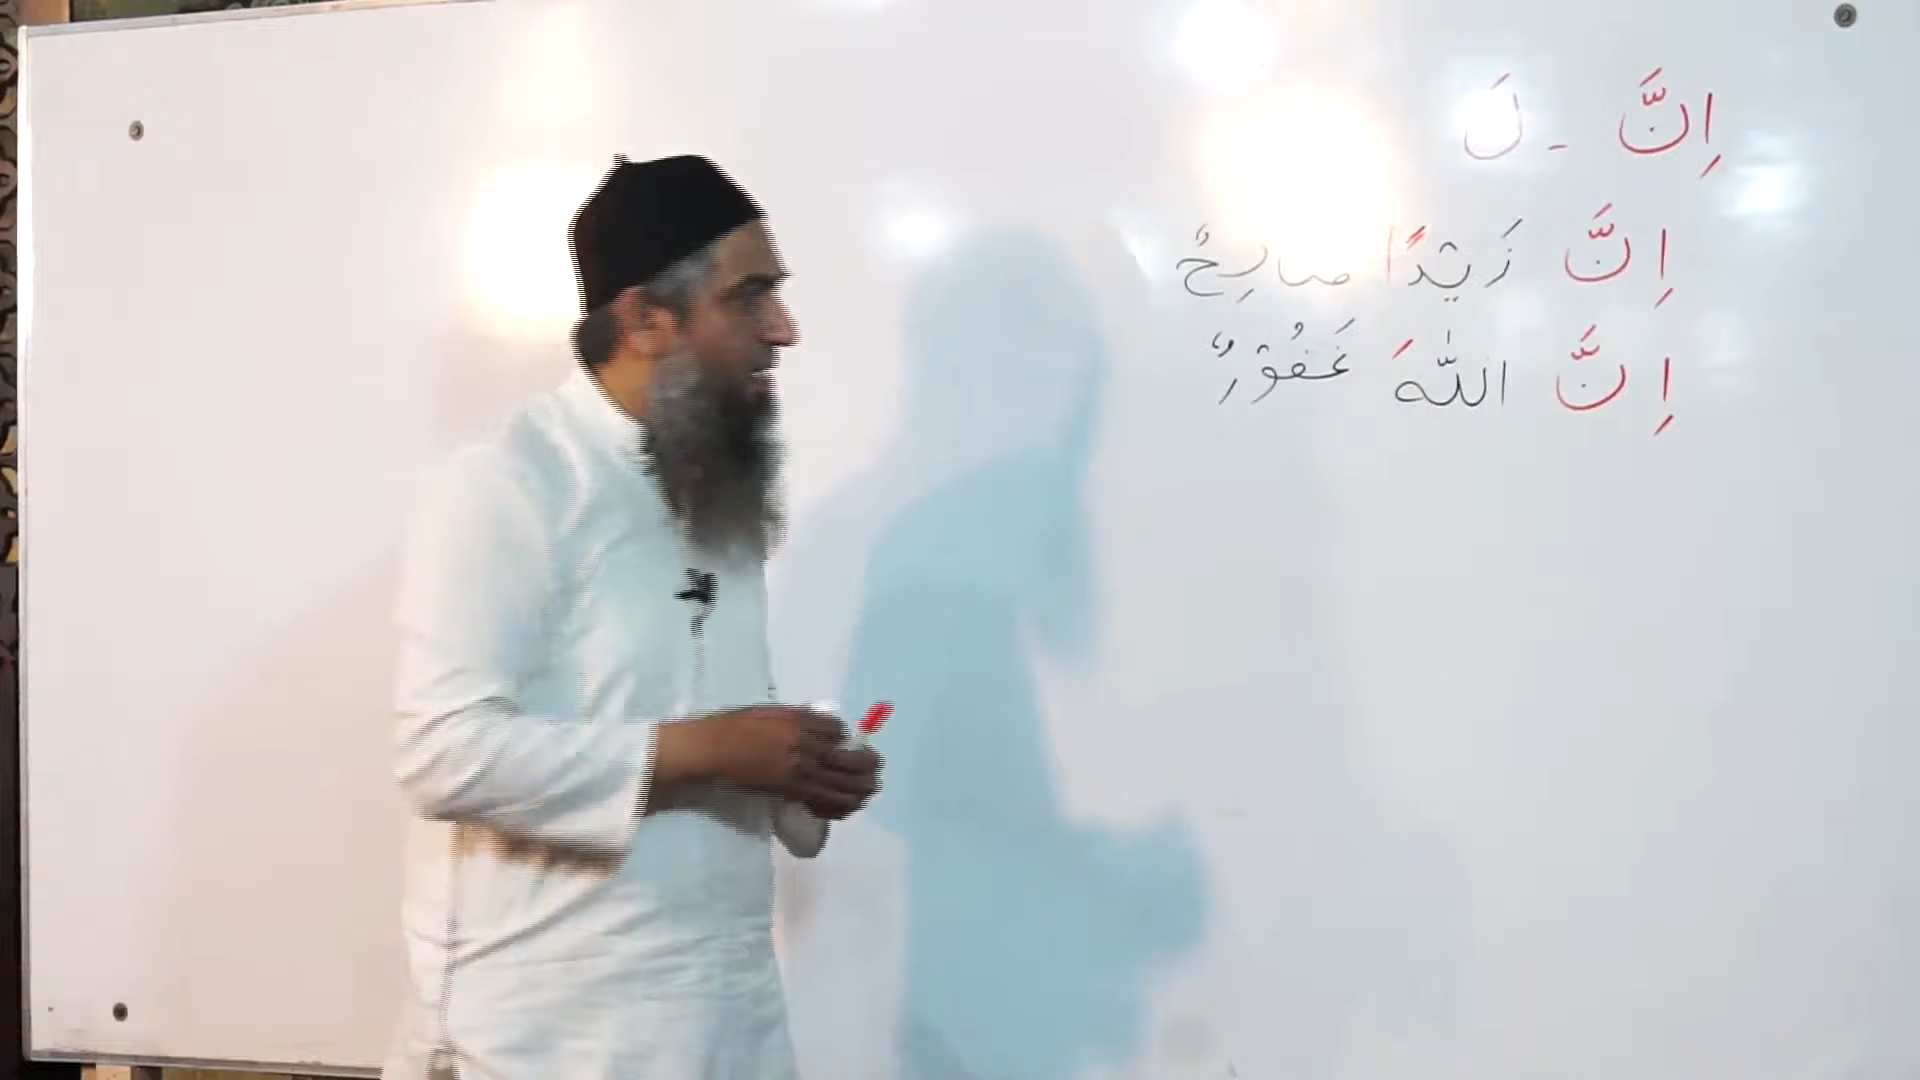 اِنَّ - لَ
اِنَّ زَيْدًا صَالِحٌ
اِنَّ اللّٰهَ غَفُوْرٌ